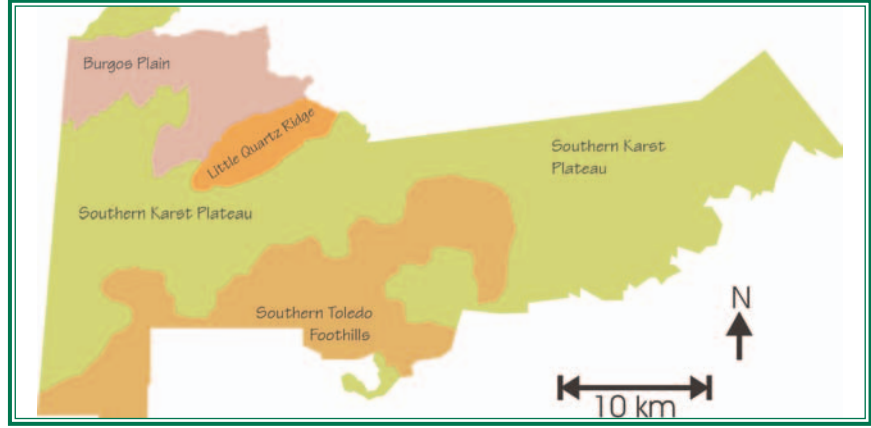 Burgos Plain
Little Quartz Ridge
Southern Karst
Plateau
Southern Karst Plateau
Southern Toledo
Foothills
N
10 km